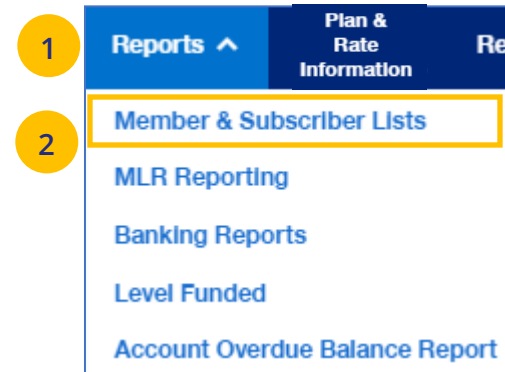 1
Reports
Plan &
Rate
Information
Re
2
Member & Subscriber Lists
MLR Reporting
Banking Reports
Level Funded
Account Overdue Balance Report